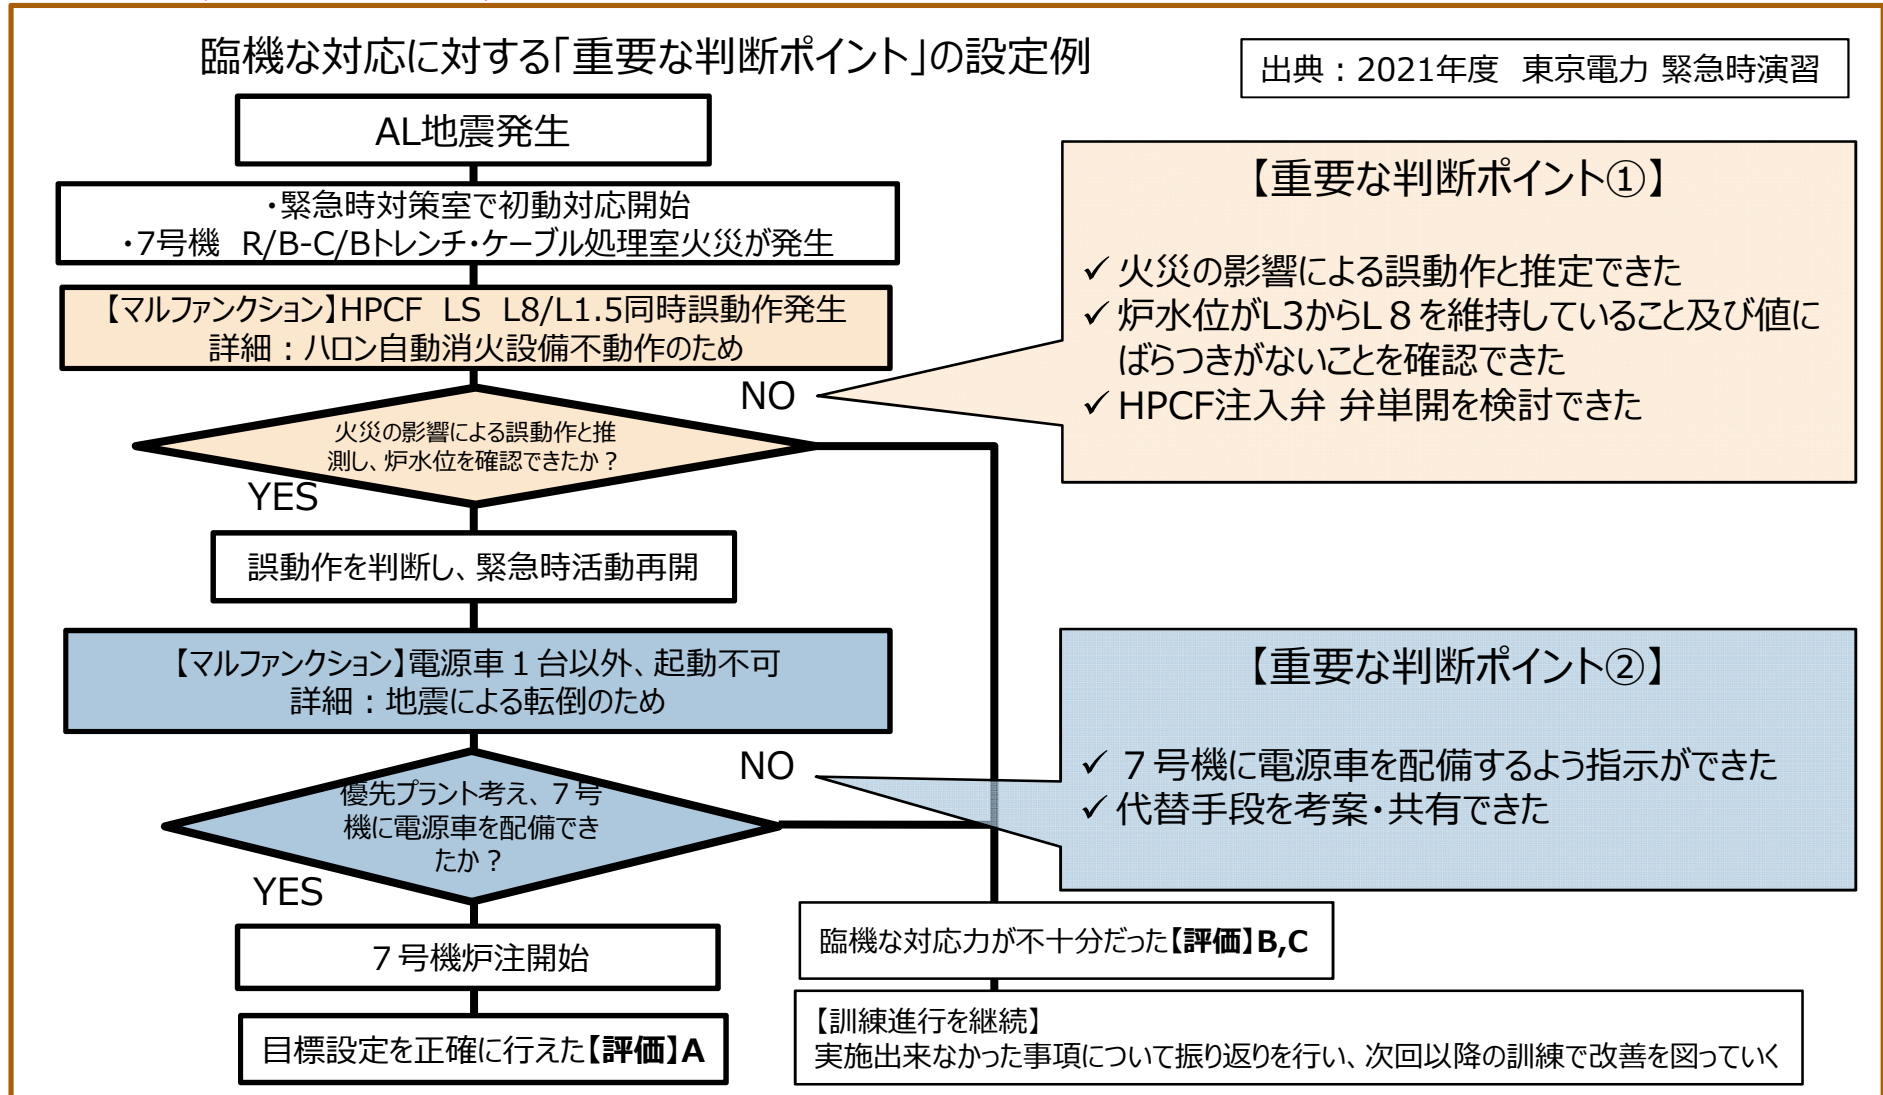 臨機な対応に対する「重要な判断ポイント」の設定例
出典：2021年度　東京電力 緊急時演習
AL地震発生
・緊急時対策室で初動対応開始
・7号機　R/B-C/Bトレンチ・ケーブル処理室火災が発生
【マルファンクション】HPCF　LS　L8/L1.5同時誤動作発生
詳細：ハロン自動消火設備不動作のため
火災の影響による誤動作と推
測し、炉水位を確認できたか？
NO
YES
【重要な判断ポイント①】
✓ 火災の影響による誤動作と推定できた
✓ 炉水位がL3からL８を維持していること及び値に
ばらつきがないことを確認できた
✓ HPCF注入弁 弁単開を検討できた
誤動作を判断し、緊急時活動再開
【マルファンクション】電源車１台以外、起動不可
詳細：地震による転倒のため
優先プラント考え、７号
機に電源車を配備でき
たか？
NO
YES
【重要な判断ポイント②】
✓ ７号機に電源車を配備するよう指示ができた
✓ 代替手段を考案・共有できた
７号機炉注開始
目標設定を正確に行えた【評価】A
臨機な対応力が不十分だった【評価】B,C
【訓練進行を継続】
実施出来なかった事項について振り返りを行い、次回以降の訓練で改善を図っていく